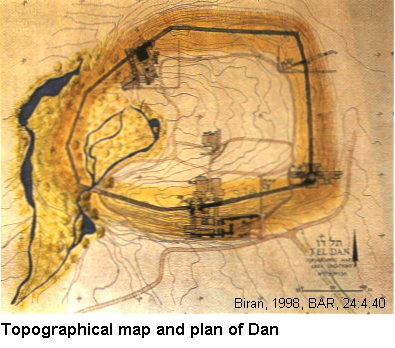 תל דן
TEL DAN
Biran, 1998, BAR, 24:4:40
Topographical map and plan of Dan